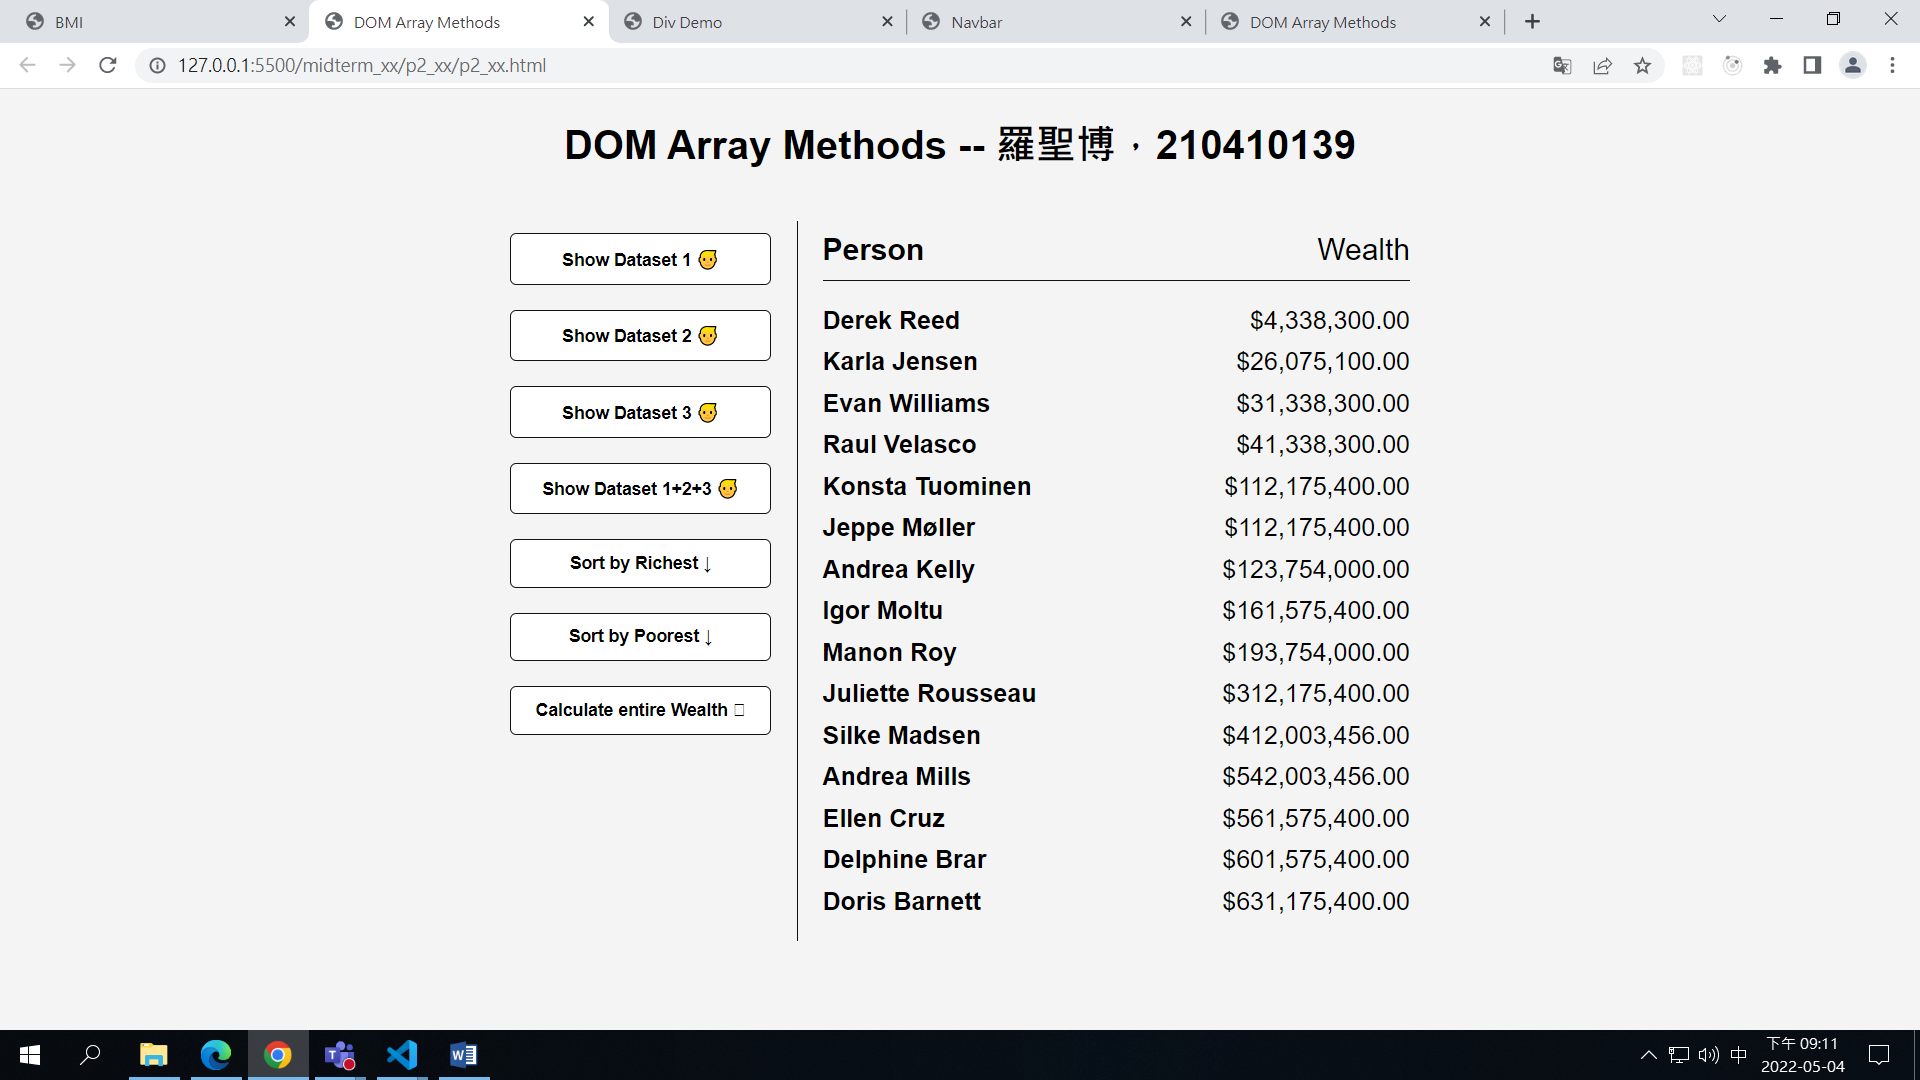 BMI
DOM Array Methods
Div Demo
Navbar
DOM Array Methods
127.0.0.1:5500/midterm_xx/p2_xx/p2_xx.html
DOM Array Methods -- 羅聖博，210410139
Show Dataset 1
Show Dataset 2
Show Dataset 3
Show Dataset 1+2+3
Sort by Richest ↓
Sort by Poorest ↓
Calculate entire Wealth
Person Wealth
Derek Reed $4,338,300.00
Karla Jensen $26,075,100.00
Evan Williams $31,338,300.00
Raul Velasco $41,338,300.00
Konsta Tuominen $112,175,400.00
Jeppe Møller $112,175,400.00
Andrea Kelly $123,754,000.00
Igor Moltu $161,575,400.00
Manon Roy $193,754,000.00
Juliette Rousseau $312,175,400.00
Silke Madsen $412,003,456.00
Andrea Mills $542,003,456.00
Ellen Cruz $561,575,400.00
Delphine Brar $601,575,400.00
Doris Barnett $631,175,400.00
中
下午 09:11
2022-05-04